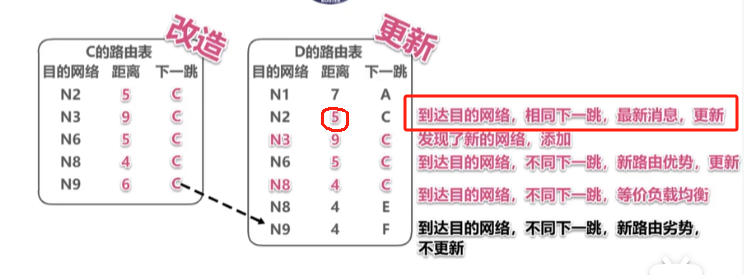 改造
C的路由表
目的网络 距离 下一跳
N2 5 C
N3 9 C
N6 5 C
N8 4 C
N9 6 C
更新
D的路由表
目的网络 距离 下一跳
N1 7 A
N2 5 C
N3 9 C
N6 5 C
N8 4 C
N8 4 E
N9 4 F
到达目的网络，相同下一跳，最新消息，更新
发现了新的网络，添加
到达目的网络，不同下一跳，新路由优势，更新
到达目的网络，不同下一跳，等价负载均衡
到达目的网络，不同下一跳，新路由劣势，
不更新